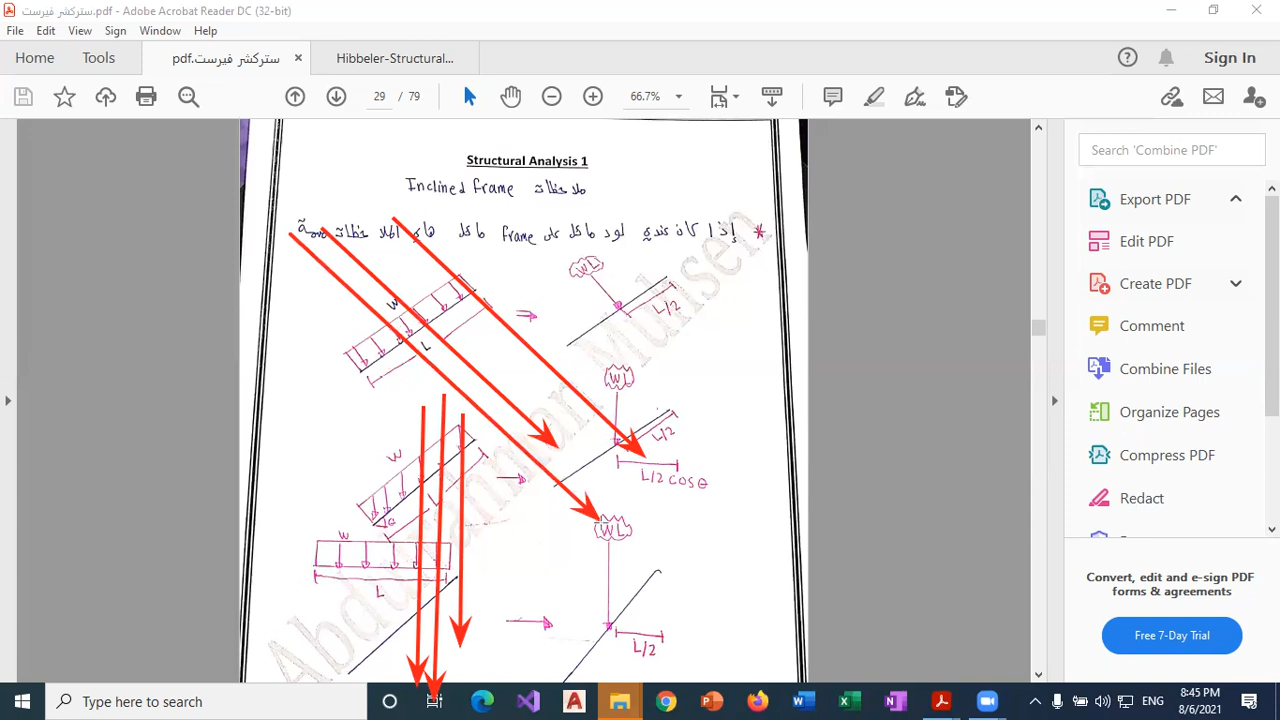 ستركشر فيرست.pdf - Adobe Acrobat Reader DC (32-bit)
File Edit View Sign Window Help
Home Tools ستركشر فيرست.pdf × Hibbeler-Structural... Sign In
29 / 79 66.7%
Structural Analysis 1
ملاحظات Inclined Frame
* إذا كان عندي لود مائل على frame مائل هاي الملاحظات
W
L
WL
L/2
W
L
θ
WL
L/2
L/2 cosθ
W
L
WL
L/2
Abdulrahman Muhsen
Search 'Combine PDF'
Export PDF
Edit PDF
Create PDF
Comment
Combine Files
Organize Pages
Compress PDF
Redact
Convert, edit and e-sign PDF
forms & agreements
Free 7-Day Trial
Type here to search
ENG
8:45 PM
8/6/2021